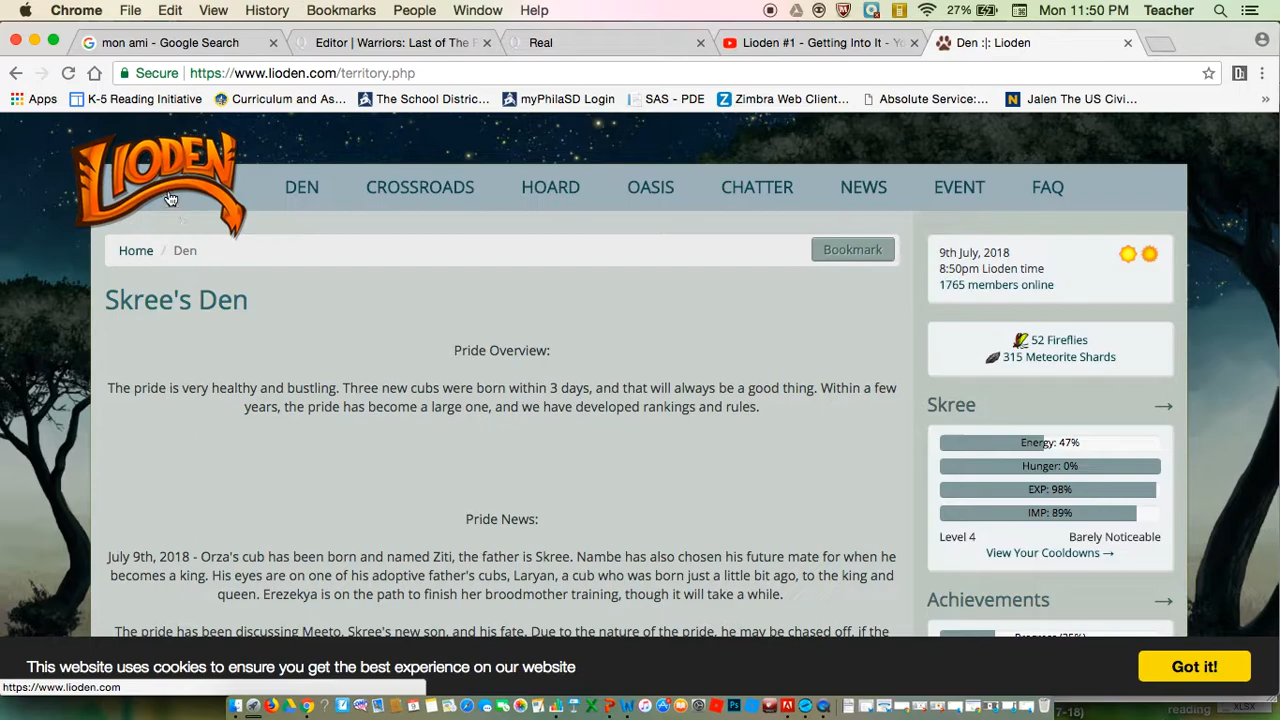 Chrome File Edit View History Bookmarks People Window Help 27% Mon 11:50 PM Teacher
mon ami - Google Search Editor | Warriors: Last of The F Real Lioden #1 - Getting Into It - Yo Den :|: Lioden
Secure https://www.lioden.com/territory.php
Apps K-5 Reading Initiative Curriculum and As... The School Distric... myPhilaSD Login SAS - PDE Zimbra Web Client... Absolute Service:... Jalen The US Civi... »
LIODEN
DEN CROSSROADS HOARD OASIS CHATTER NEWS EVENT FAQ
Home / Den Bookmark
Skree's Den
Pride Overview:
The pride is very healthy and bustling. Three new cubs were born within 3 days, and that will always be a good thing. Within a few
years, the pride has become a large one, and we have developed rankings and rules.
Pride News:
July 9th, 2018 - Orza's cub has been born and named Ziti, the father is Skree. Nambe has also chosen his future mate for when he
becomes a king. His eyes are on one of his adoptive father's cubs, Laryan, a cub who was born just a little bit ago, to the king and
queen. Erezekya is on the path to finish her broodmother training, though it will take a while.
The pride has been discussing Meeto, Skree's new son, and his fate. Due to the nature of the pride, he may be chased off, if the
9th July, 2018
8:50pm Lioden time
1765 members online
52 Fireflies
315 Meteorite Shards
Skree →
Energy: 47%
Hunger: 0%
EXP: 98%
IMP: 89%
Level 4 Barely Noticeable
View Your Cooldowns →
Achievements →
Progress (25%)
This website uses cookies to ensure you get the best experience on our website Got it!
https://www.lioden.com
7-18) reading XLSX